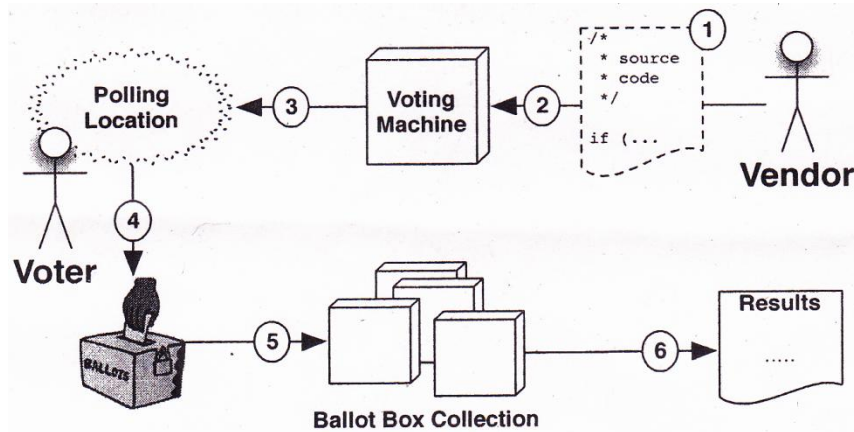 1
/*
* source
* code
*/
if (...
Vendor
2
Voting
Machine
3
Polling
Location
Voter
4
BALLOTS
5
Ballot Box Collection
6
Results
.....